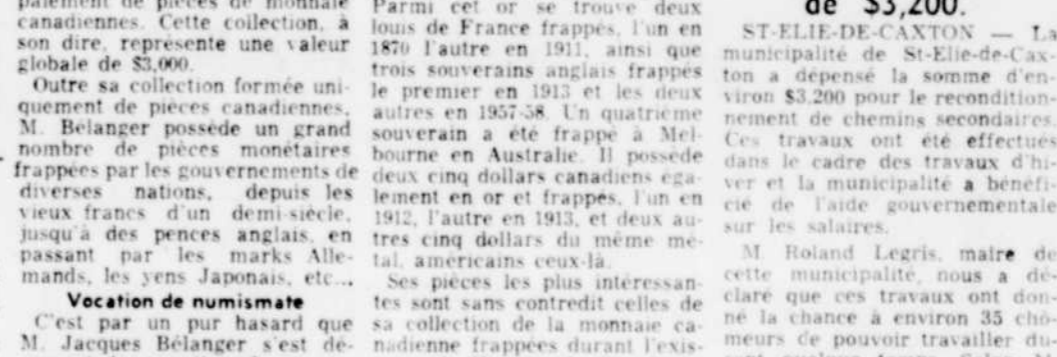 paiement de pièces de monnaie
canadiennes. Cette collection, à
son dire, représente une valeur
globale de $3,000.
Outre sa collection formée uni-
quement de pièces canadiennes,
M. Bélanger possède un grand
nombre de pièces monétaires
frappées par les gouvernements de
diverses nations, depuis les
vieux francs d'un demi-siècle,
jusqu'à des pences anglais, en
passant par les marks Alle-
mands, les yens Japonais, etc...
Vocation de numismate
C'est par un pur hasard que
M. Jacques Bélanger s'est dé-
Parmi cet or se trouve deux
louis de France frappés, l'un en
1870 l'autre en 1911, ainsi que
trois souverains anglais frappés
le premier en 1913 et les deux
autres en 1957-58. Un quatrième
souverain a été frappé à Mel-
bourne en Australie. Il possède
deux cinq dollars canadiens éga-
lement en or et frappés, l'un en
1912, l'autre en 1913, et deux au-
tres cinq dollars du même mé-
tal, américains ceux-là.
Ses pièces les plus intéressan-
tes sont sans contredit celles de
sa collection de la monnaie ca-
nadienne frappées durant l'exis-
de $3,200.
ST-ELIE-DE-CAXTON — La
municipalité de St-Elie-de-Cax-
ton a dépensé la somme d'en-
viron $3.200 pour le recondition-
nement de chemins secondaires.
Ces travaux ont été effectués
dans le cadre des travaux d'hi-
ver et la municipalité a bénéfi-
cié de l'aide gouvernementale
sur les salaires.
M. Roland Legris, maire de
cette municipalité, nous a dé-
claré que ces travaux ont don-
né la chance à environ 35 chô-
meurs de pouvoir travailler du-